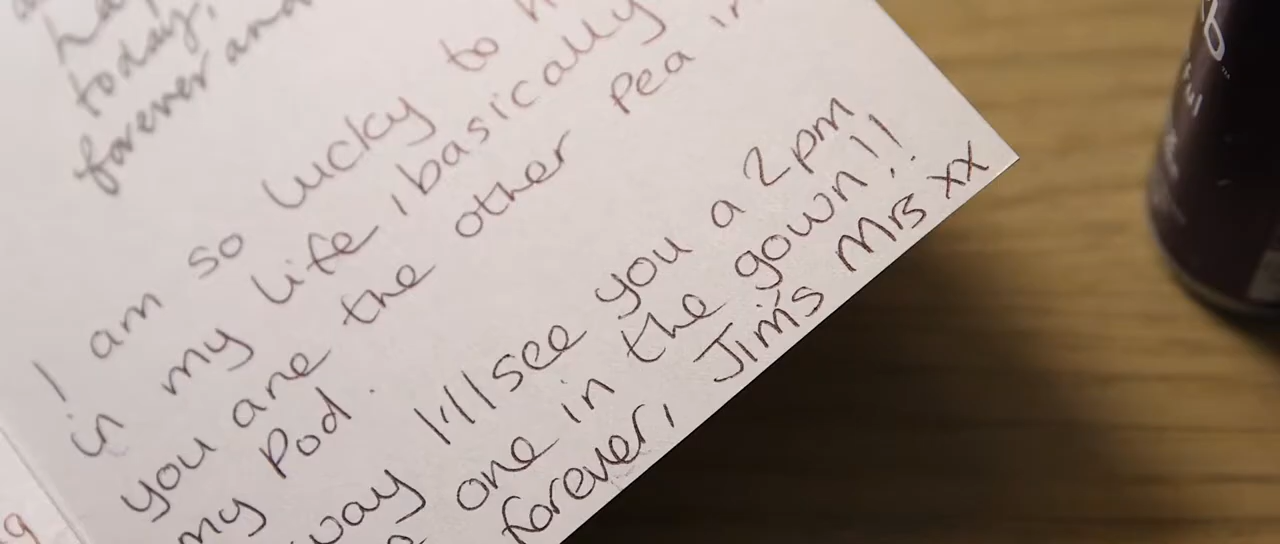 today,
forever and
I am so lucky to
in my life, basically
you are the other pea in
my Pod.
way I'll see you a 2pm
one in the gown!!
forever, Jim's Mrs xx